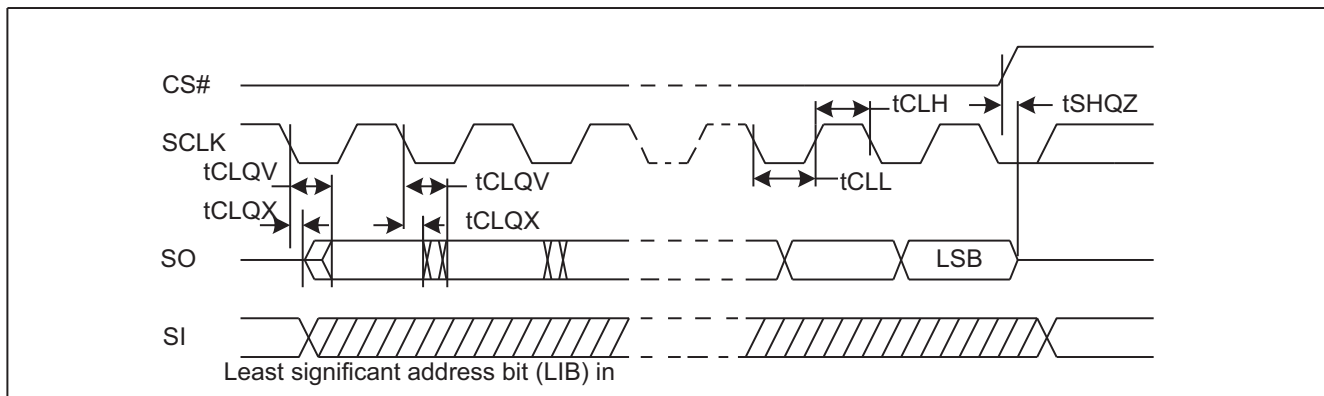 CS#
tCLH
tSHQZ
SCLK
tCLQV
tCLQV
tCLL
tCLQX
tCLQX
SO
LSB
SI
Least significant address bit (LIB) in